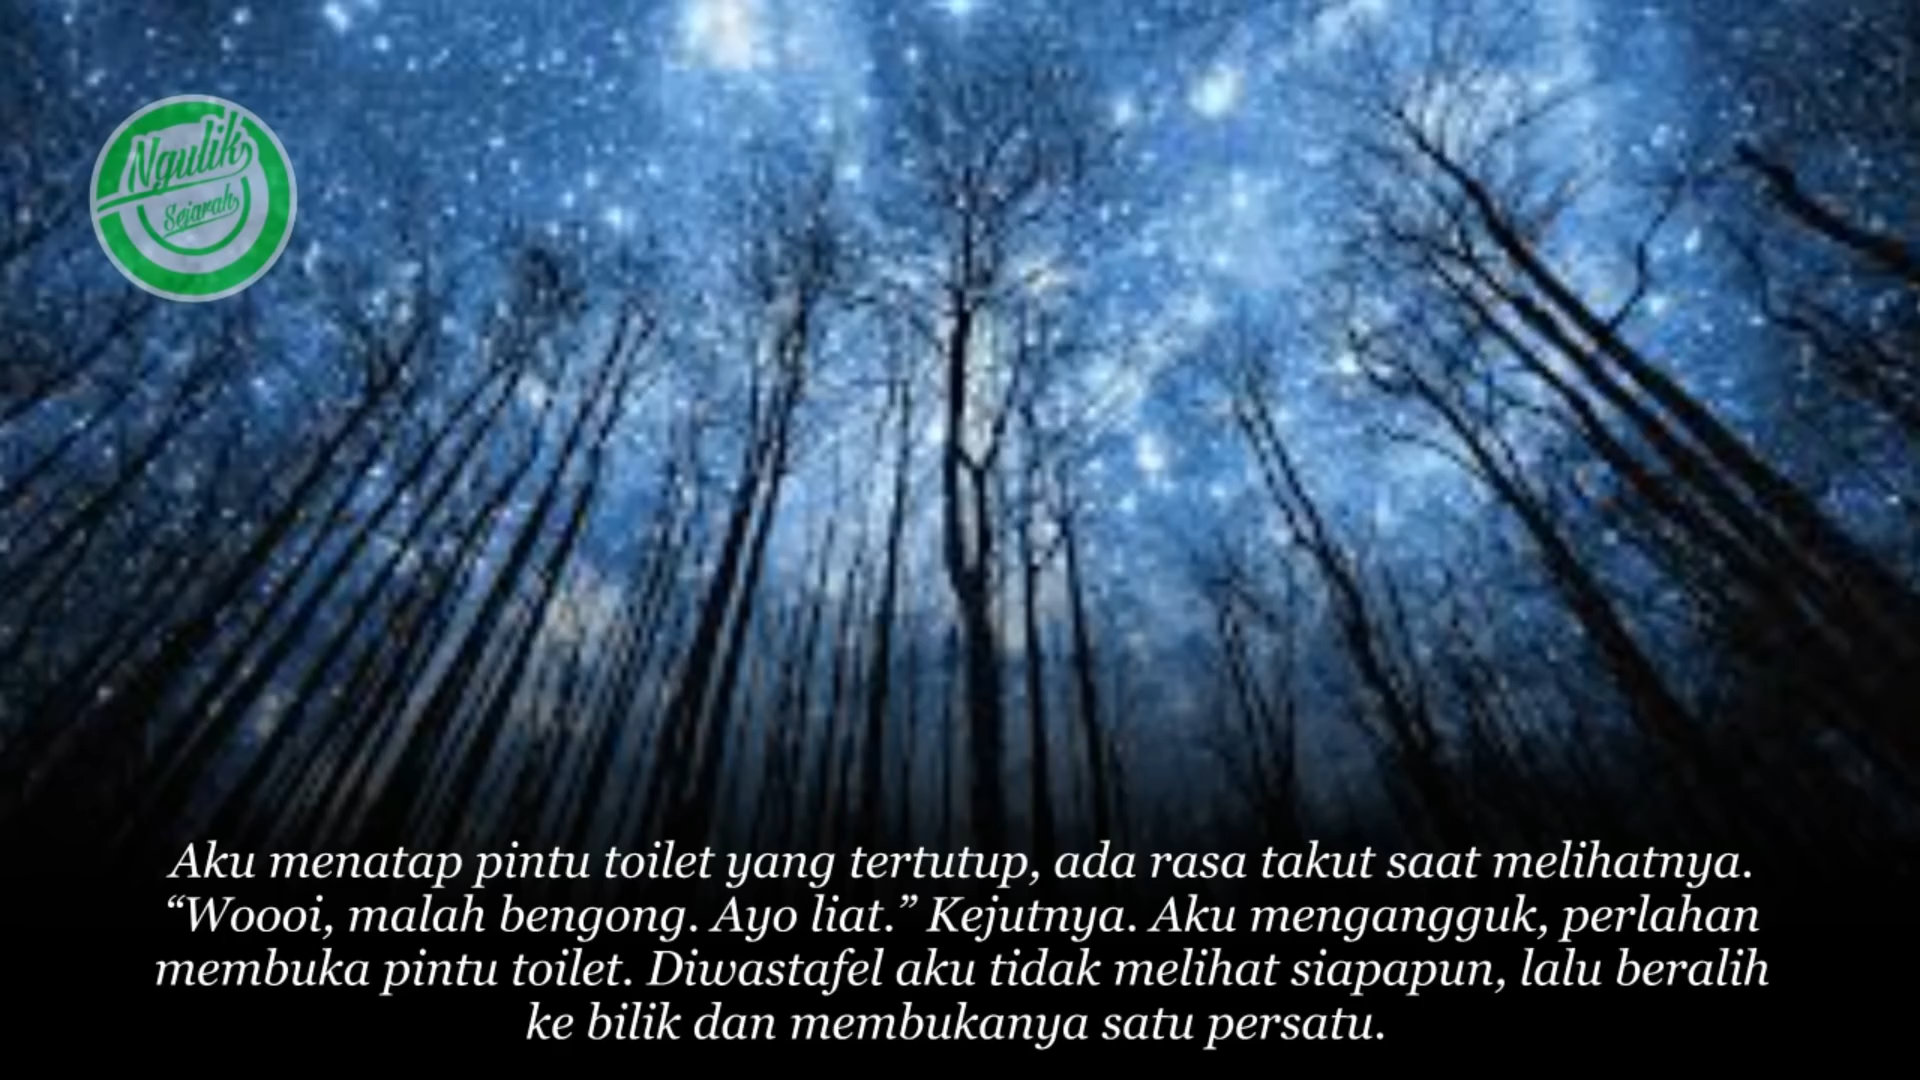 Ngulik
Sejarah
Aku menatap pintu toilet yang tertutup, ada rasa takut saat melihatnya.
“Woooi, malah bengong. Ayo liat.” Kejutnya. Aku mengangguk, perlahan
membuka pintu toilet. Diwastafel aku tidak melihat siapapun, lalu beralih
ke bilik dan membukanya satu persatu.